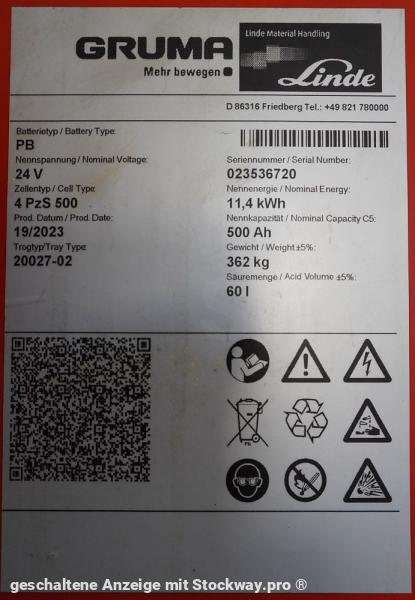 GRUMA
Mehr bewegen
Linde Material Handling
Linde
D 86316 Friedberg Tel.: +49 821 780000
Batterietyp / Battery Type:
PB
Nennspannung / Nominal Voltage:
24 V
Zellentyp / Cell Type:
4 PzS 500
Prod. Datum / Prod. Date:
19/2023
Trogtyp/Tray Type:
20027-02
Seriennummer / Serial Number:
023536720
Nennenergie / Nominal Energy:
11,4 kWh
Nennkapazität / Nominal Capacity C5:
500 Ah
Gewicht / Weight ±5%:
362 kg
Säuremenge / Acid Volume ±5%:
60 l
Pb
geschaltene Anzeige mit Stockway.pro ®